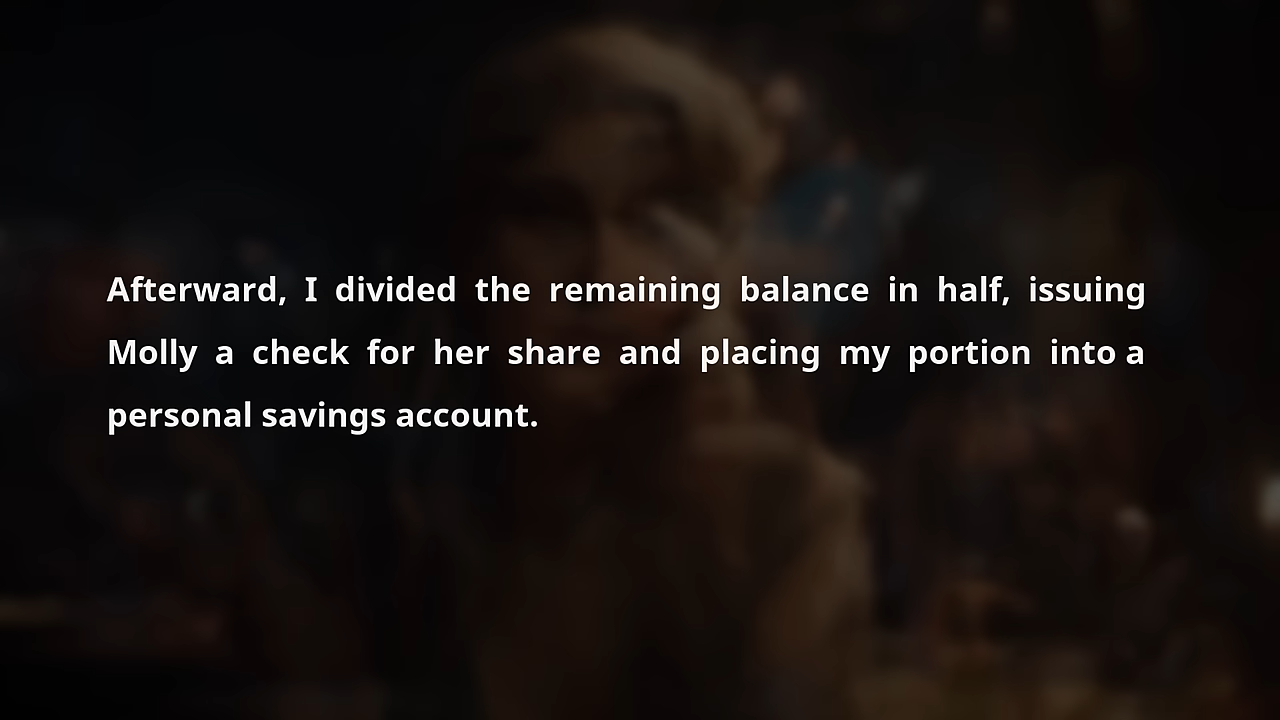 Afterward, I divided the remaining balance in half, issuing
Molly a check for her share and placing my portion into a
personal savings account.